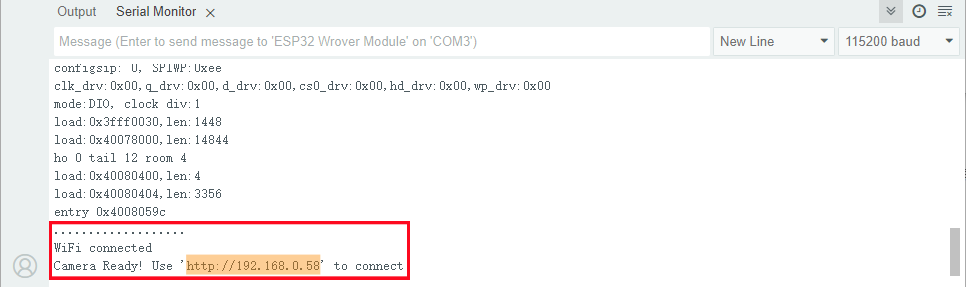 Output Serial Monitor
Message (Enter to send message to 'ESP32 Wrover Module' on 'COM3')
New Line
115200 baud
configsip: 0, SPIWP:0xee
clk_drv:0x00,q_drv:0x00,d_drv:0x00,cs0_drv:0x00,hd_drv:0x00,wp_drv:0x00
mode:DIO, clock div:1
load:0x3fff0030,len:1448
load:0x40078000,len:14844
ho 0 tail 12 room 4
load:0x40080400,len:4
load:0x40080404,len:3356
entry 0x4008059c
...................
WiFi connected
Camera Ready! Use 'http://192.168.0.58' to connect